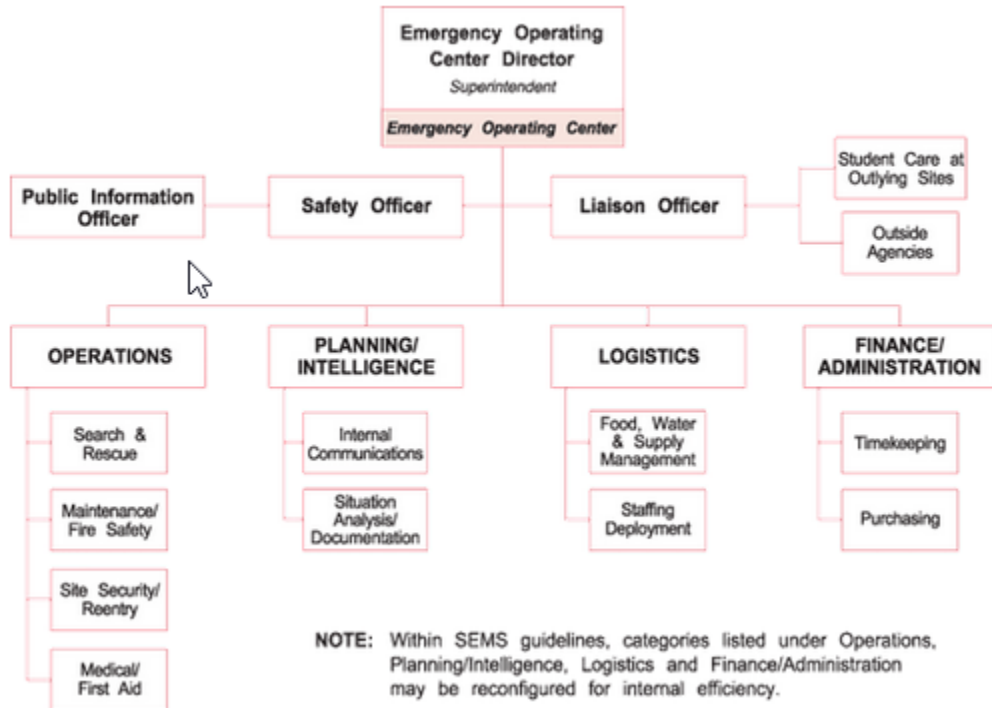 Emergency Operating
Center Director
Superintendent
Emergency Operating Center
Public Information
Officer
Safety Officer
Liaison Officer
Student Care at
Outlying Sites
Outside
Agencies
OPERATIONS
Search &
Rescue
Maintenance/
Fire Safety
Site Security/
Reentry
Medical/
First Aid
PLANNING/
INTELLIGENCE
Internal
Communications
Situation
Analysis/
Documentation
LOGISTICS
Food, Water
& Supply
Management
Staffing
Deployment
FINANCE/
ADMINISTRATION
Timekeeping
Purchasing
NOTE: Within SEMS guidelines, categories listed under Operations,
Planning/Intelligence, Logistics and Finance/Administration
may be reconfigured for internal efficiency.